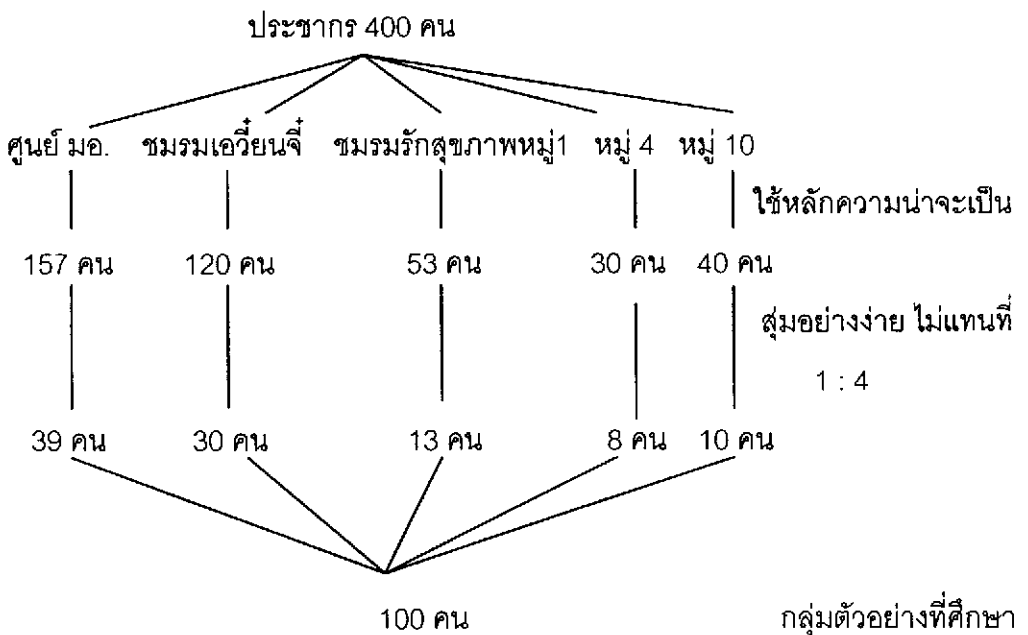 ประชากร 400 คน
ศูนย์ มอ. ชมรมเอวี๋ยนจี๋ ชมรมรักสุขภาพหมู่1 หมู่ 4 หมู่ 10
ใช้หลักความน่าจะเป็น
157 คน 120 คน 53 คน 30 คน 40 คน
สุ่มอย่างง่าย ไม่แทนที่
1 : 4
39 คน 30 คน 13 คน 8 คน 10 คน
100 คน กลุ่มตัวอย่างที่ศึกษา